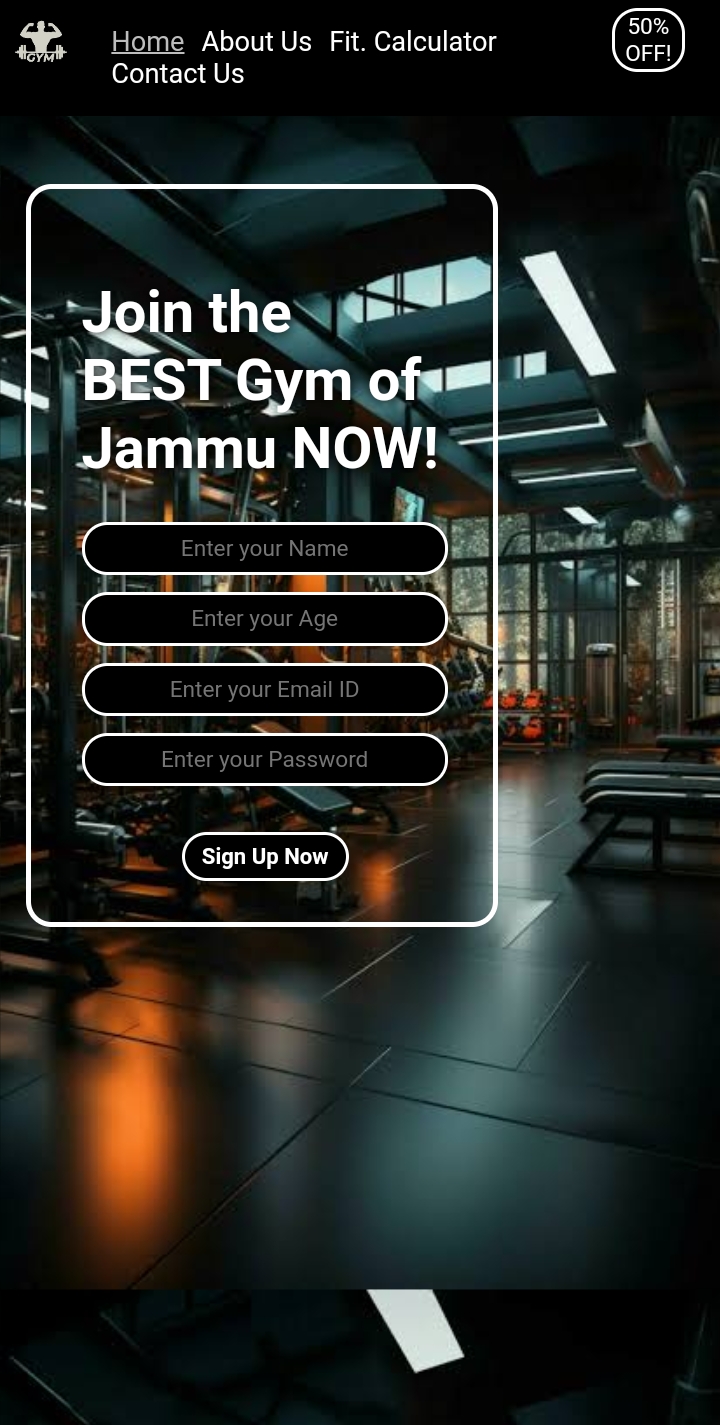 GYM
Home About Us Fit. Calculator
Contact Us
50%
OFF!
Join the
BEST Gym of
Jammu NOW!
Enter your Name
Enter your Age
Enter your Email ID
Enter your Password
Sign Up Now